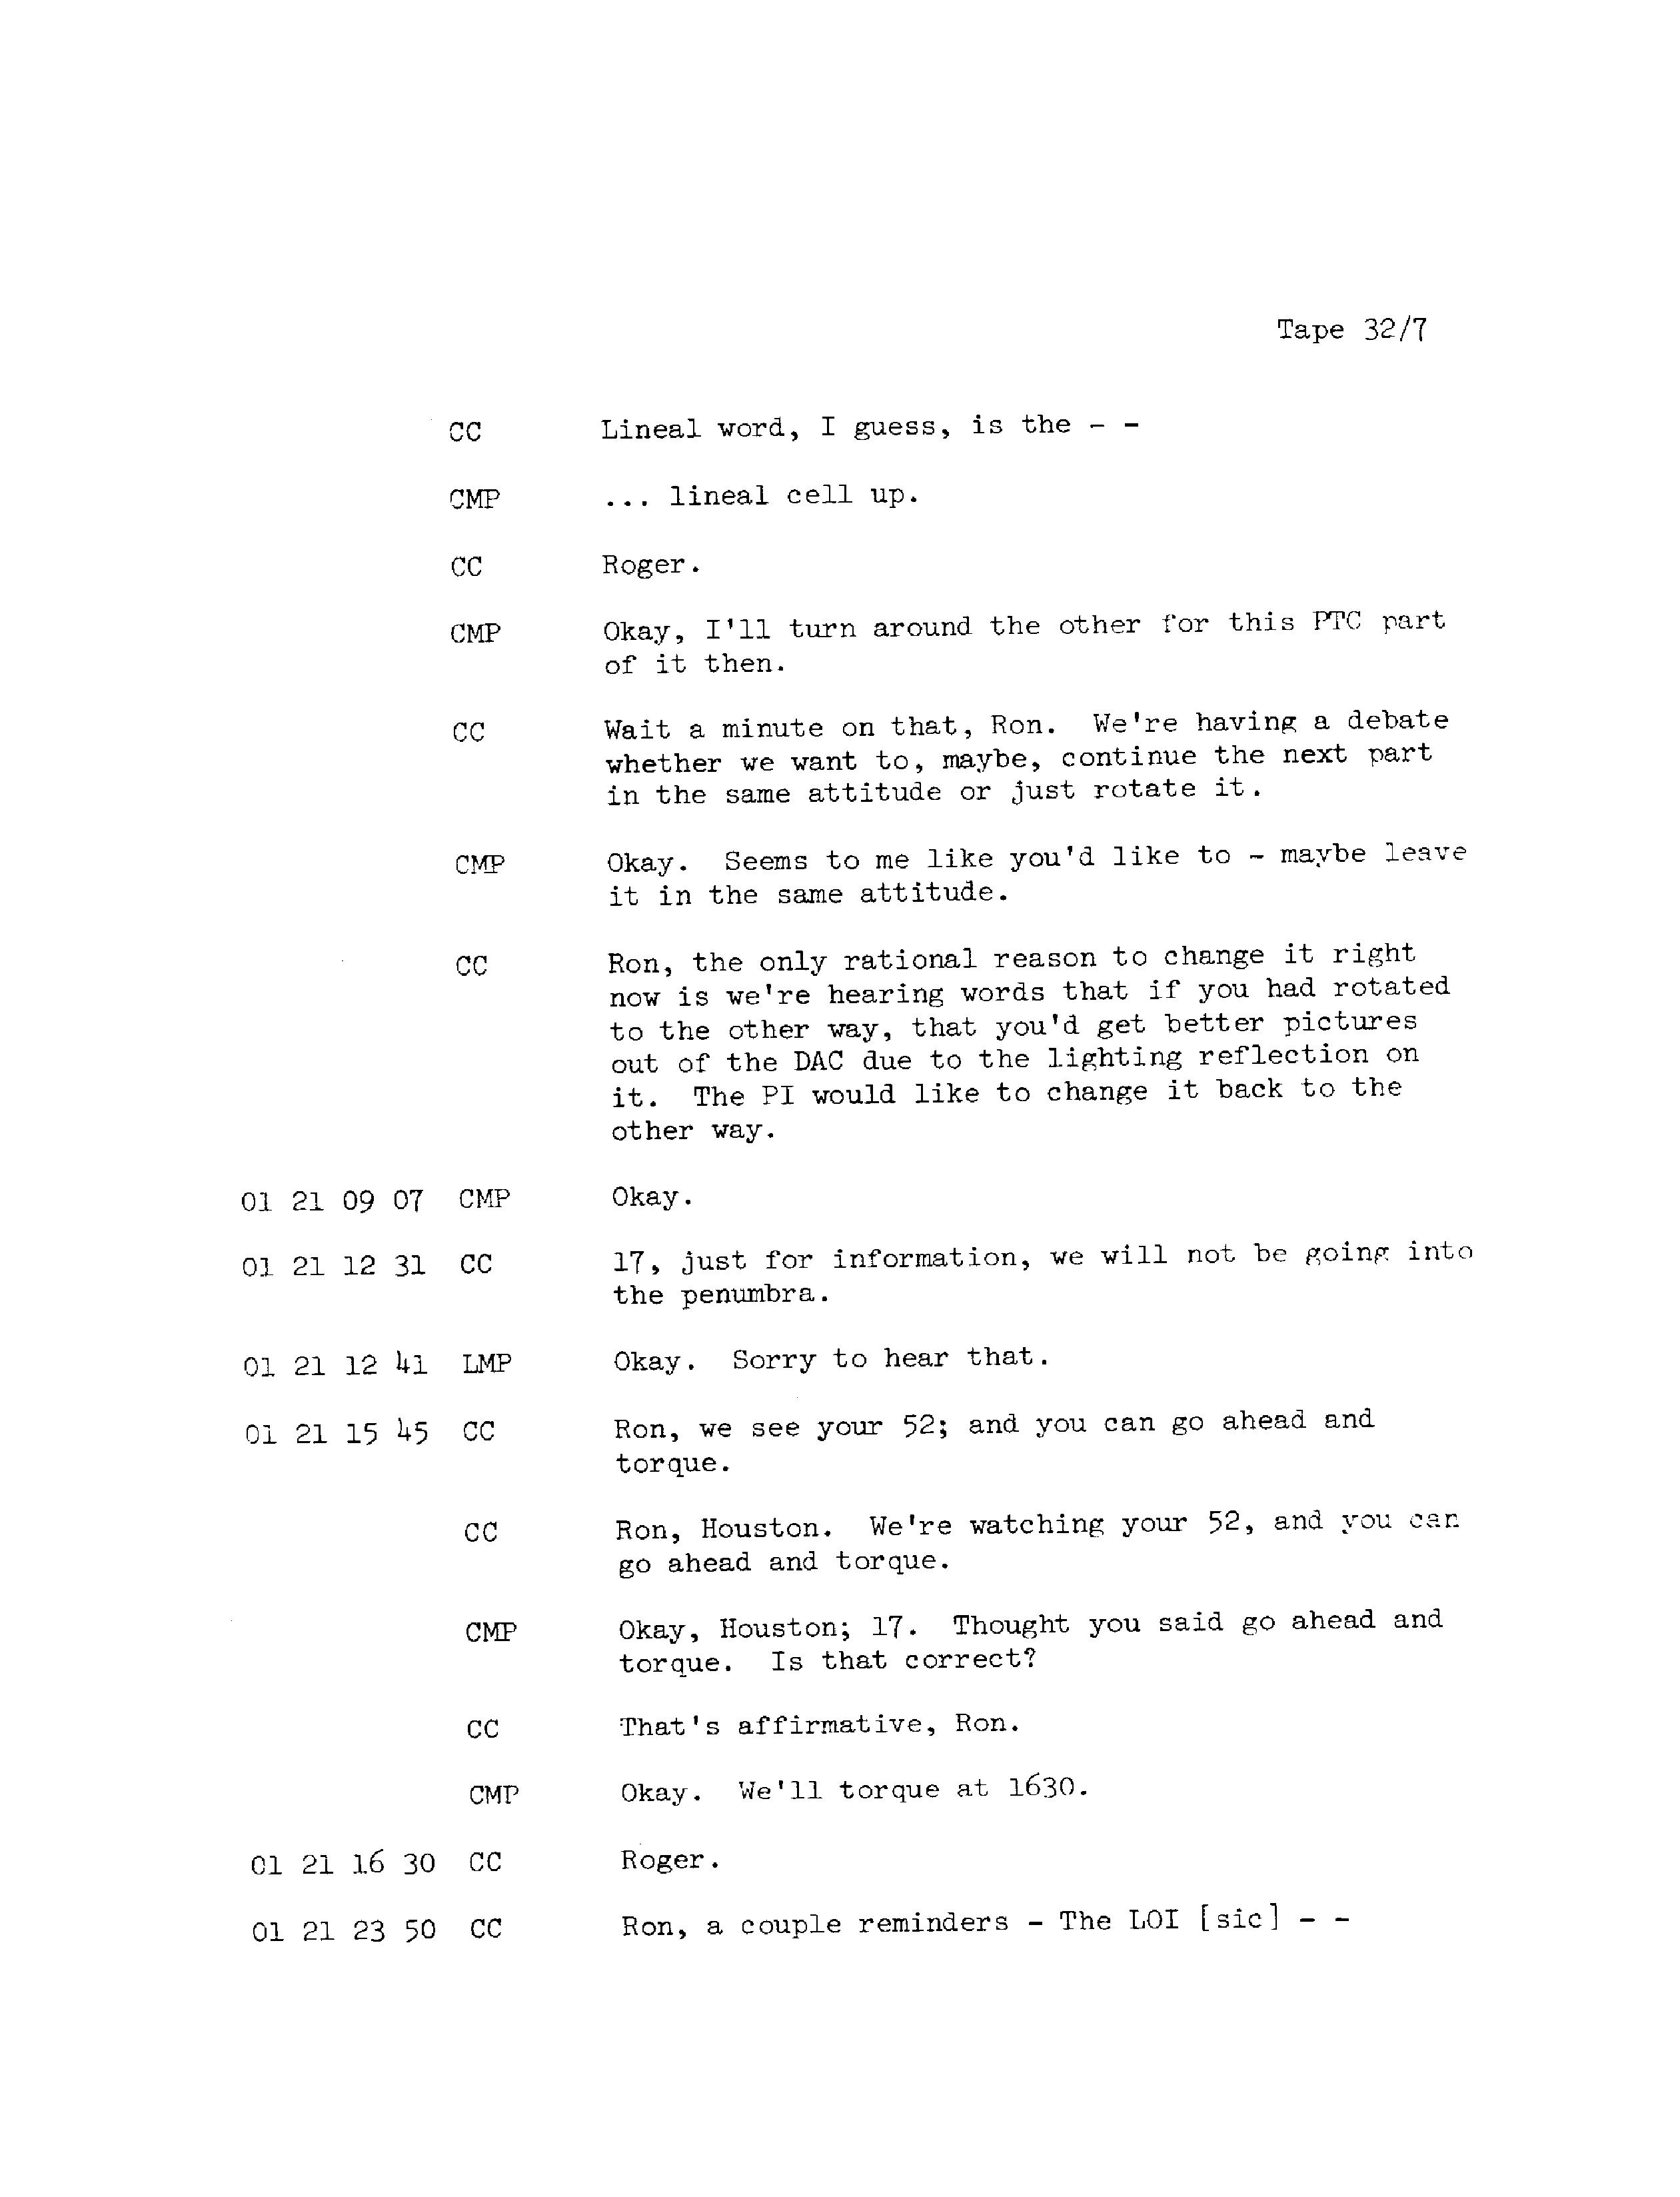 Tape 32/7
CC Lineal word, I guess, is the - -
CMP ... lineal cell up.
CC Roger.
CMP Okay, I'll turn around the other for this PTC part
of it then.
CC Wait a minute on that, Ron. We're having a debate
whether we want to, maybe, continue the next part
in the same attitude or just rotate it.
CMP Okay. Seems to me like you'd like to - maybe leave
it in the same attitude.
CC Ron, the only rational reason to change it right
now is we're hearing words that if you had rotated
to the other way, that you'd get better pictures
out of the DAC due to the lighting reflection on
it. The PI would like to change it back to the
other way.
01 21 09 07 CMP Okay.
01 21 12 31 CC 17, just for information, we will not be going into
the penumbra.
01 21 12 41 LMP Okay. Sorry to hear that.
01 21 15 45 CC Ron, we see your 52; and you can go ahead and
torque.
CC Ron, Houston. We're watching your 52, and you can
go ahead and torque.
CMP Okay, Houston; 17. Thought you said go ahead and
torque. Is that correct?
CC That's affirmative, Ron.
CMP Okay. We'll torque at 1630.
01 21 16 30 CC Roger.
01 21 23 50 CC Ron, a couple reminders - The LOI [sic] - -